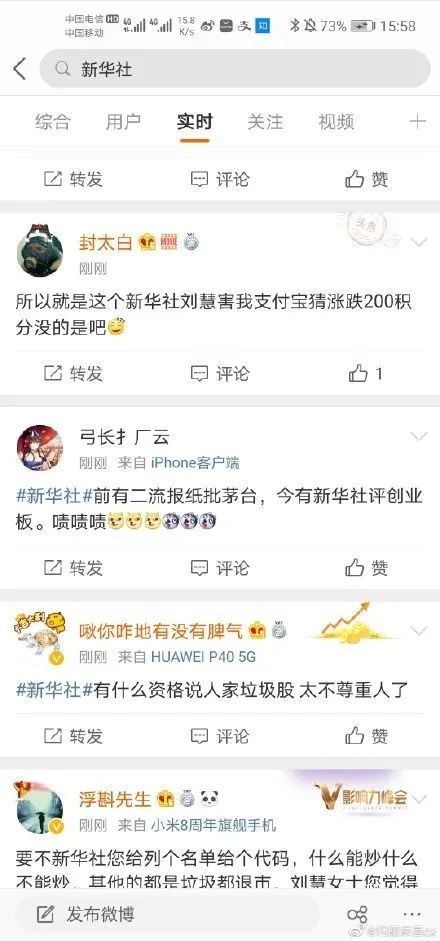 中国电信 HD 4G 4G 15.8 K/s 支 知 73% 15:58
中国移动
新华社
综合 用户 实时 关注 视频
转发 评论 赞
封太白
头条
刚刚
所以就是这个新华社刘慧害我支付宝猜涨跌200积
分没的是吧
转发 评论 1
弓长扌厂云
刚刚 来自 iPhone客户端
#新华社#前有二流报纸批茅台，今有新华社评创业
板。啧啧啧
转发 评论 赞
啾你咋地有没有脾气
刚刚 来自 HUAWEI P40 5G
#新华社#有什么资格说人家垃圾股 太不尊重人了
转发 评论 赞
浮斟先生
影响力峰会
刚刚 来自 小米8周年旗舰手机
要不新华社您给列个名单给个代码，什么能炒什么
不能炒，其他的都是垃圾都退市，刘慧女士您觉得
发布微博